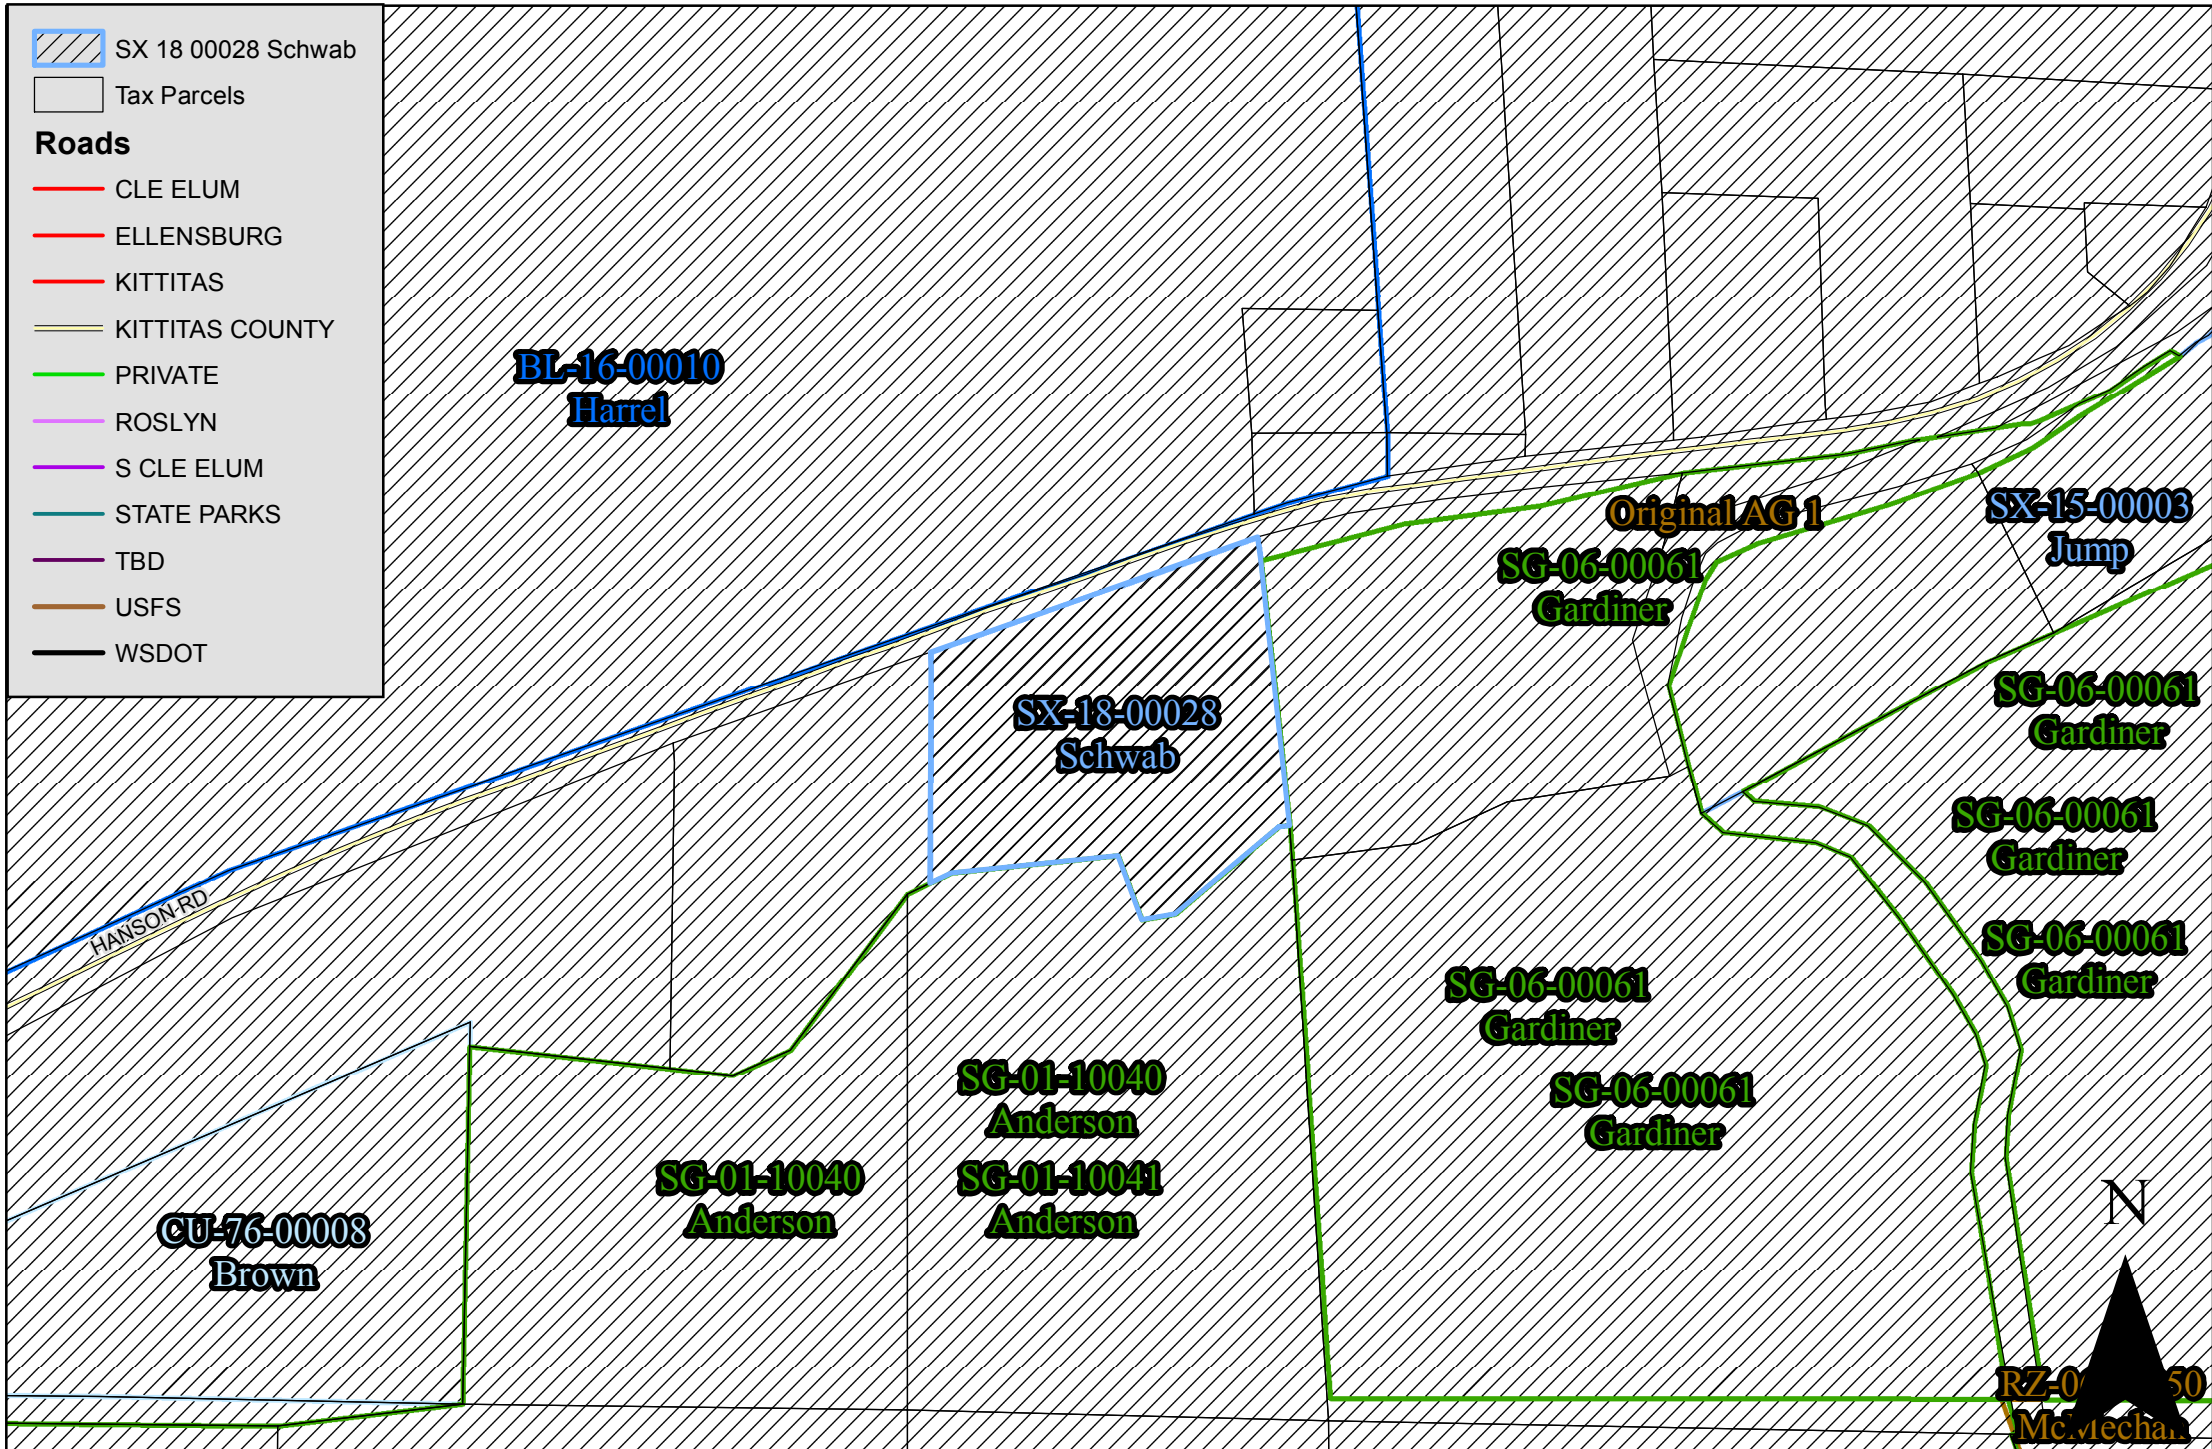 SX 18 00028 Schwab
Tax Parcels
Roads
CLE ELUM
ELLENSBURG
KITTITAS
KITTITAS COUNTY
PRIVATE
ROSLYN
S CLE ELUM
STATE PARKS
TBD
USFS
WSDOT
BL-16-00010
Harrel
Original AG 1
SX-15-00003
Jump
SG-06-00061
Gardiner
SX-18-00028
Schwab
SG-06-00061
Gardiner
SG-06-00061
Gardiner
HANSON RD
SG-06-00061
Gardiner
SG-06-00061
Gardiner
SG-01-10040
Anderson
SG-06-00061
Gardiner
SG-01-10040
Anderson
SG-01-10041
Anderson
CU-76-00008
Brown
N
McMechan